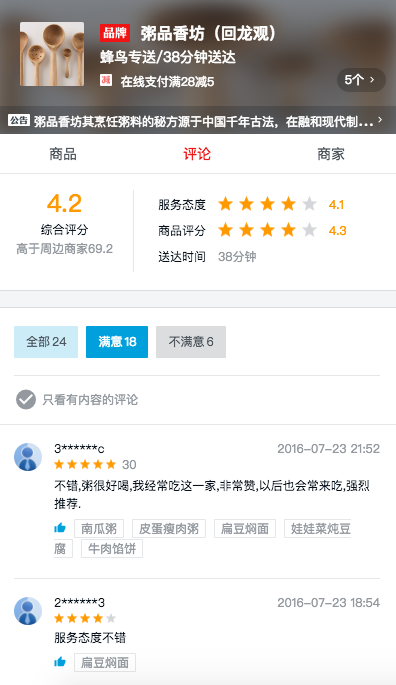 品牌 粥品香坊（回龙观）
蜂鸟专送/38分钟送达
减 在线支付满28减5
5个 >
公告 粥品香坊其烹饪粥料的秘方源于中国千年古法，在融和现代制... >
商品 评论 商家
4.2
综合评分
高于周边商家69.2
服务态度 4.1
商品评分 4.3
送达时间 38分钟
全部 24 满意 18 不满意 6
只看有内容的评论
3******c 2016-07-23 21:52
30
不错,粥很好喝,我经常吃这一家,非常赞,以后也会常来吃,强烈
推荐.
南瓜粥 皮蛋瘦肉粥 扁豆焖面 娃娃菜炖豆
腐 牛肉馅饼
2******3 2016-07-23 18:54
服务态度不错
扁豆焖面